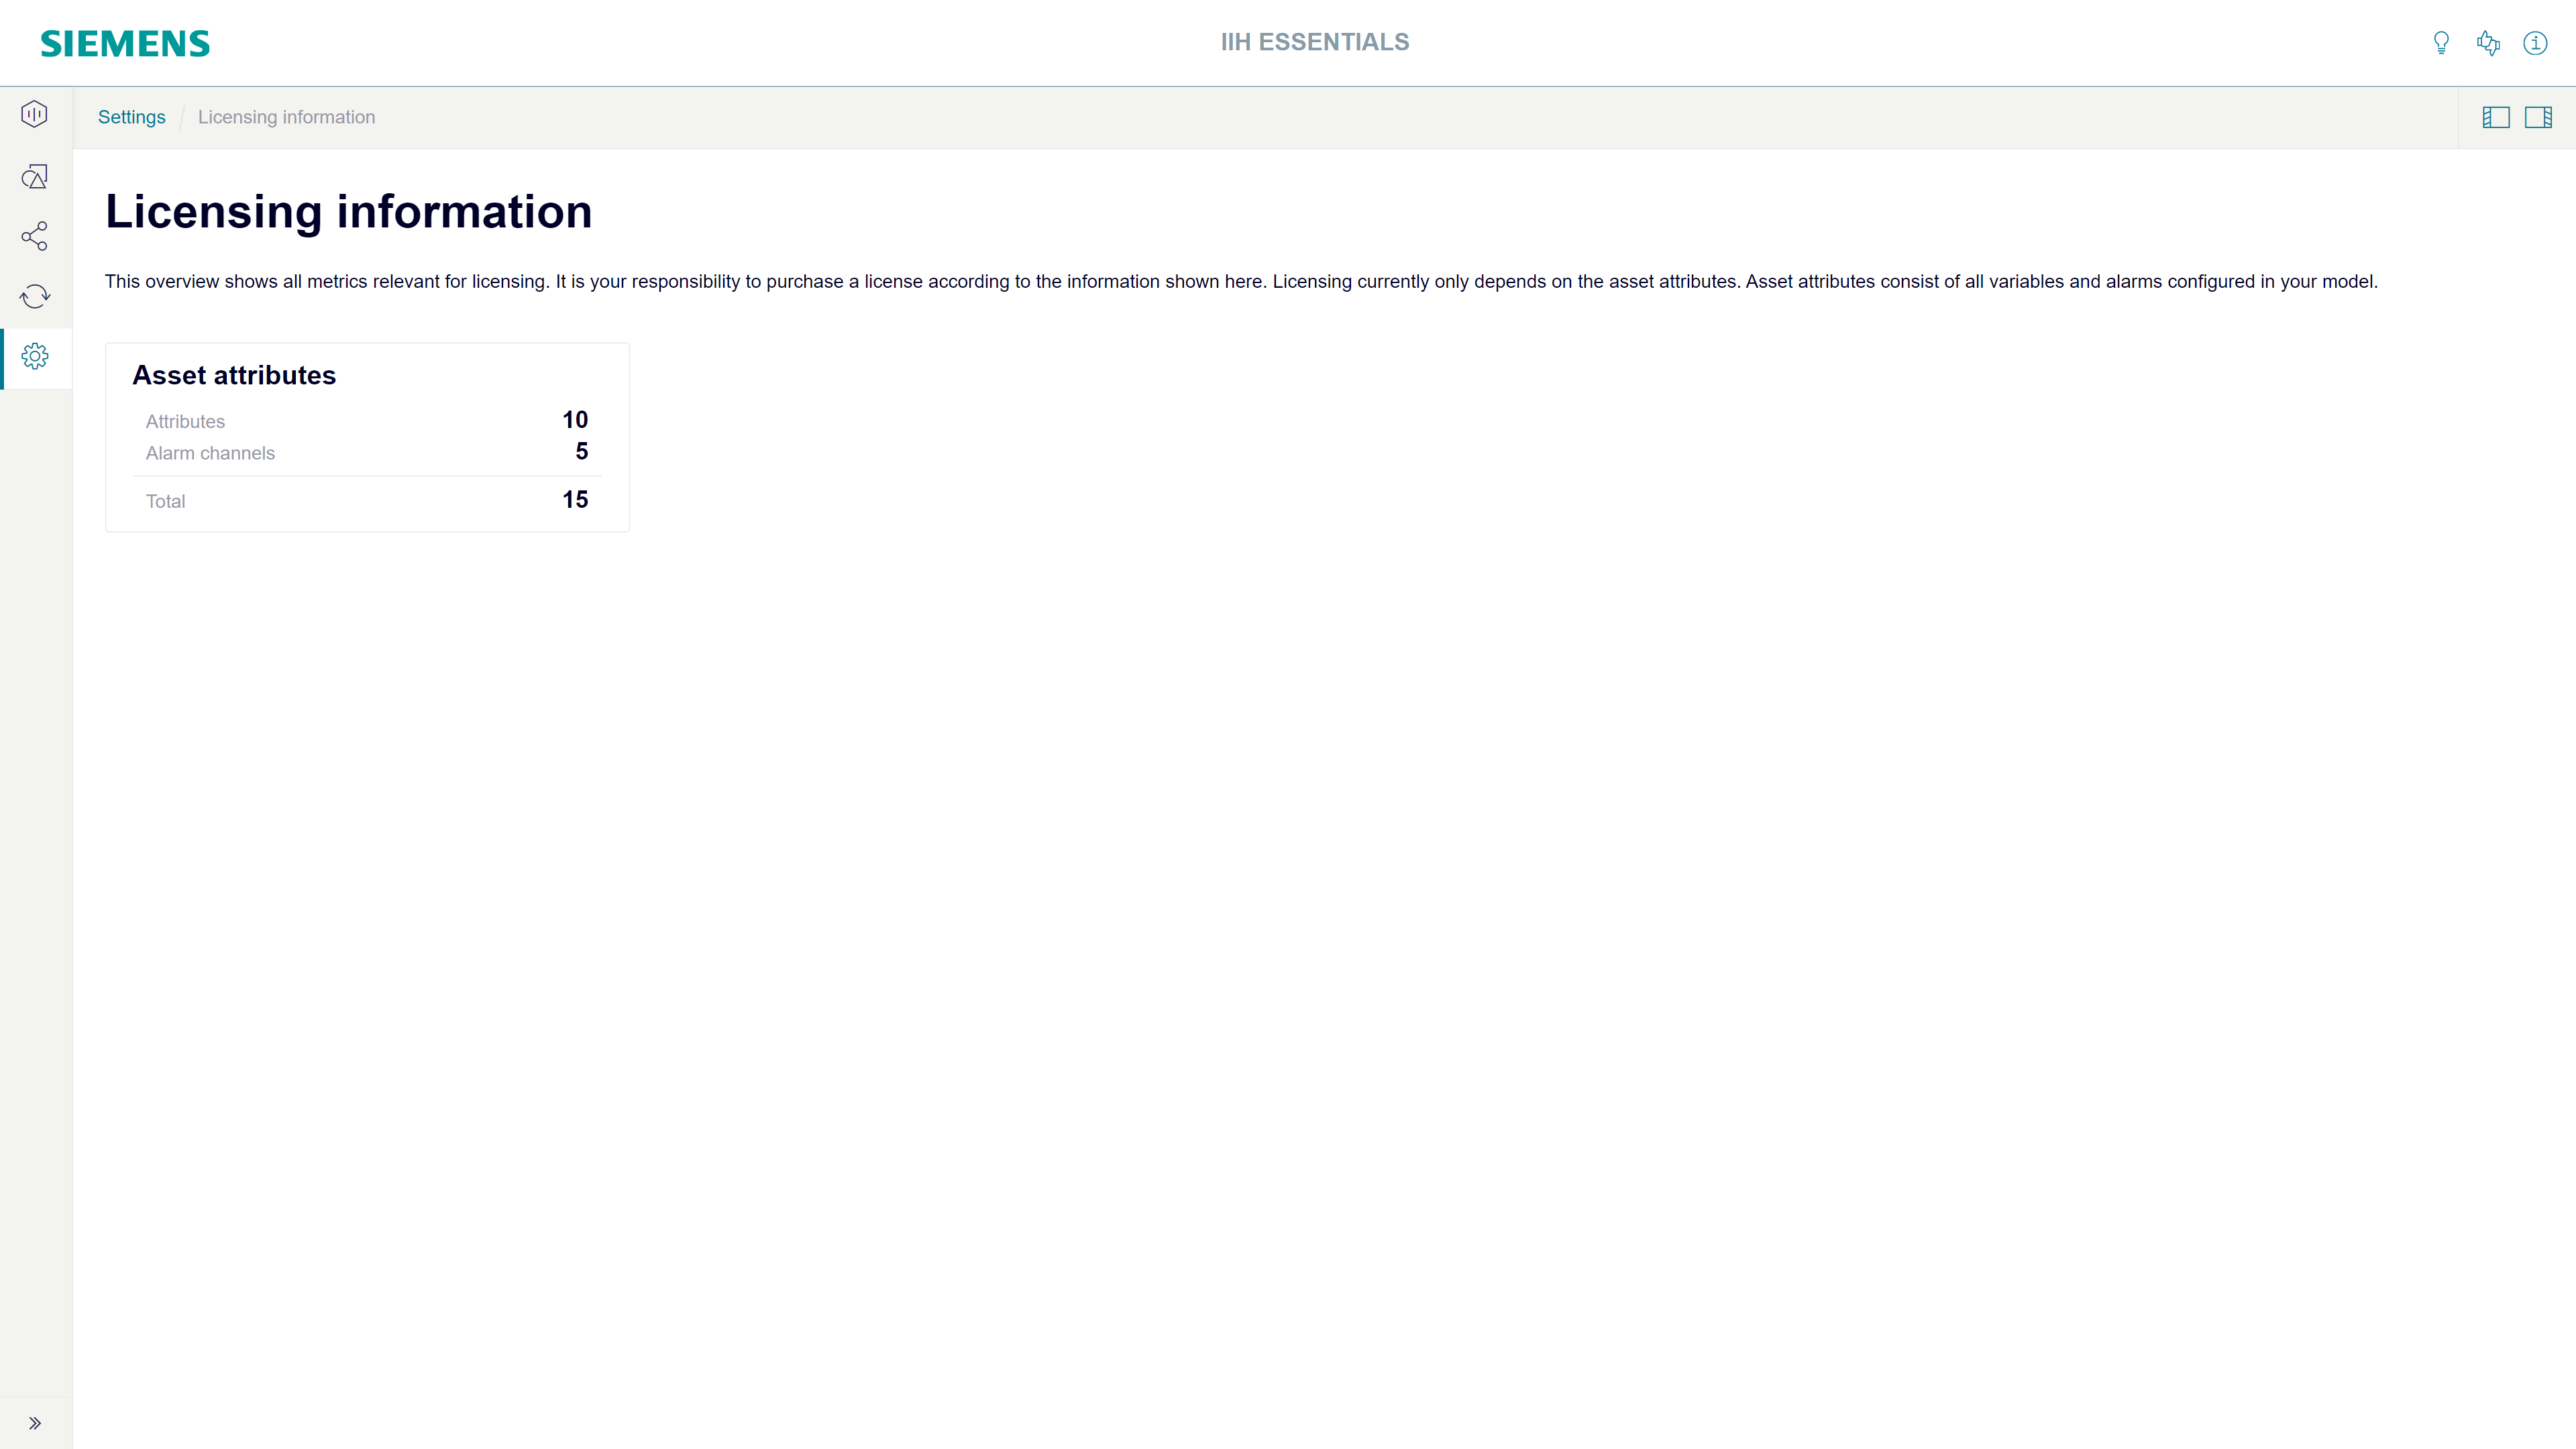 SIEMENS
IIH ESSENTIALS
Settings
Licensing information
Licensing information
This overview shows all metrics relevant for licensing. It is your responsibility to purchase a license according to the information shown here. Licensing currently only depends on the asset attributes. Asset attributes consist of all variables and alarms configured in your model.
Asset attributes
Attributes 10
Alarm channels 5
Total 15